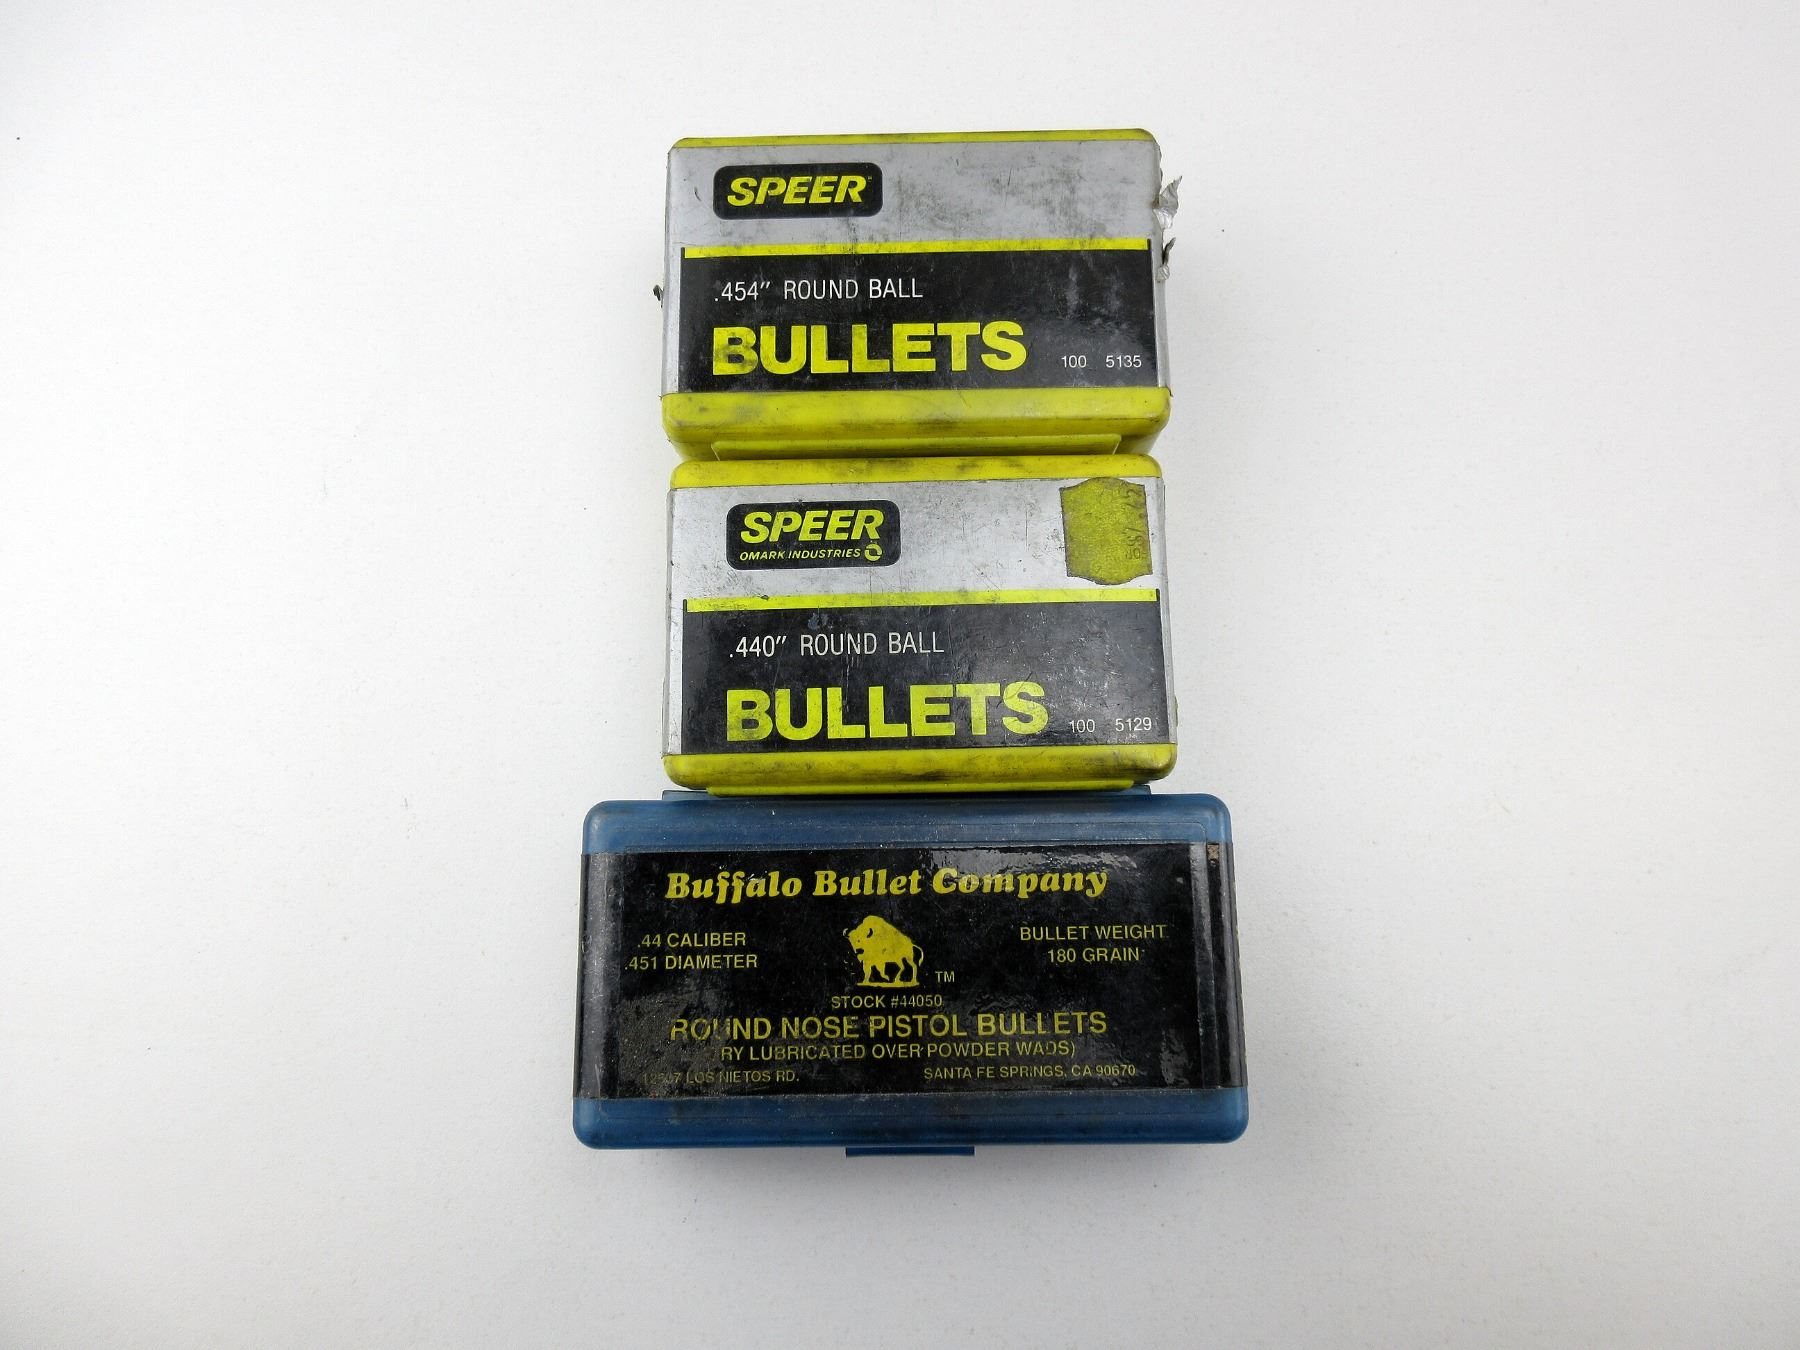 SPEER
.454" ROUND BALL
BULLETS 100 5135
SPEER
OMARK INDUSTRIES
.440" ROUND BALL
BULLETS 100 5129
Buffalo Bullet Company
.44 CALIBER
.451 DIAMETER
BULLET WEIGHT
180 GRAIN
TM
STOCK #44050
ROUND NOSE PISTOL BULLETS
RY LUBRICATED OVER POWDER WADS)
LOS NIETOS RD. SANTA FE SPRINGS, CA 90670